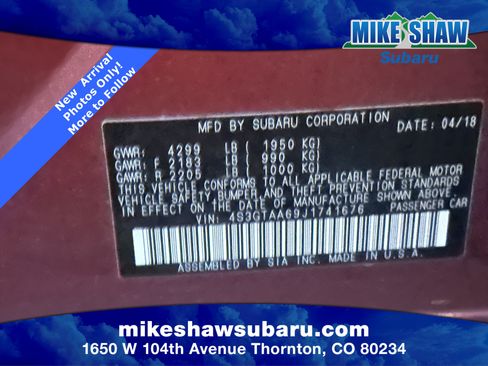 MIKE SHAW
Subaru
New Arrival
Photos Only!
More to Follow
MFD BY SUBARU CORPORATION DATE: 04/18
GVWR: 4299 LB ( 1950 KG)
GAWR: F 2183 LB ( 990 KG)
GAWR: R 2205 LB ( 1000 KG)
THIS VEHICLE CONFORMS TO ALL APPLICABLE FEDERAL MOTOR
VEHICLE SAFETY, BUMPER, AND THEFT PREVENTION STANDARDS
IN EFFECT ON THE DATE OF MANUFACTURE SHOWN ABOVE.
VIN: 4S3GTAA69J1741676 PASSENGER CAR
ASSEMBLED BY SIA INC. MADE IN U.S.A.
mikeshawsubaru.com
1650 W 104th Avenue Thornton, CO 80234